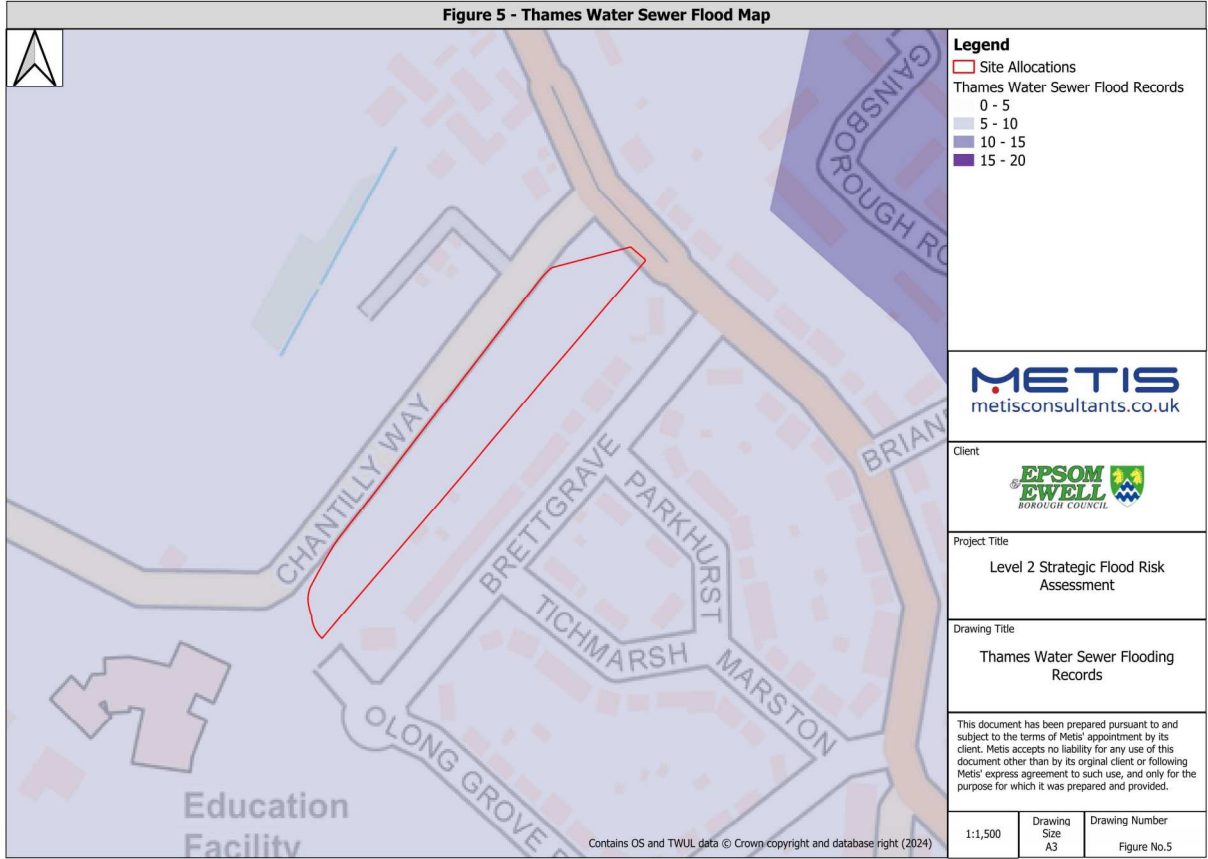 Figure 5 - Thames Water Sewer Flood Map
GAINSBOROUGH RO
CHANTILLY WAY
BRETTGRAVE
PARKHURST
BRIAN
TICHMARSH
MARSTON
OLONG GROVE
Education
Facility
Contains OS and TWUL data © Crown copyright and database right (2024)
Legend
Site Allocations
Thames Water Sewer Flood Records
0 - 5
5 - 10
10 - 15
15 - 20
METIS
metisconsultants.co.uk
Client
EPSOM
& EWELL
BOROUGH COUNCIL
Project Title
Level 2 Strategic Flood Risk
Assessment
Drawing Title
Thames Water Sewer Flooding
Records
This document has been prepared pursuant to and
subject to the terms of Metis' appointment by its
client. Metis accepts no liability for any use of this
document other than by its orginal client or following
Metis' express agreement to such use, and only for the
purpose for which it was prepared and provided.
1:1,500
Drawing
Size
A3
Drawing Number
Figure No.5